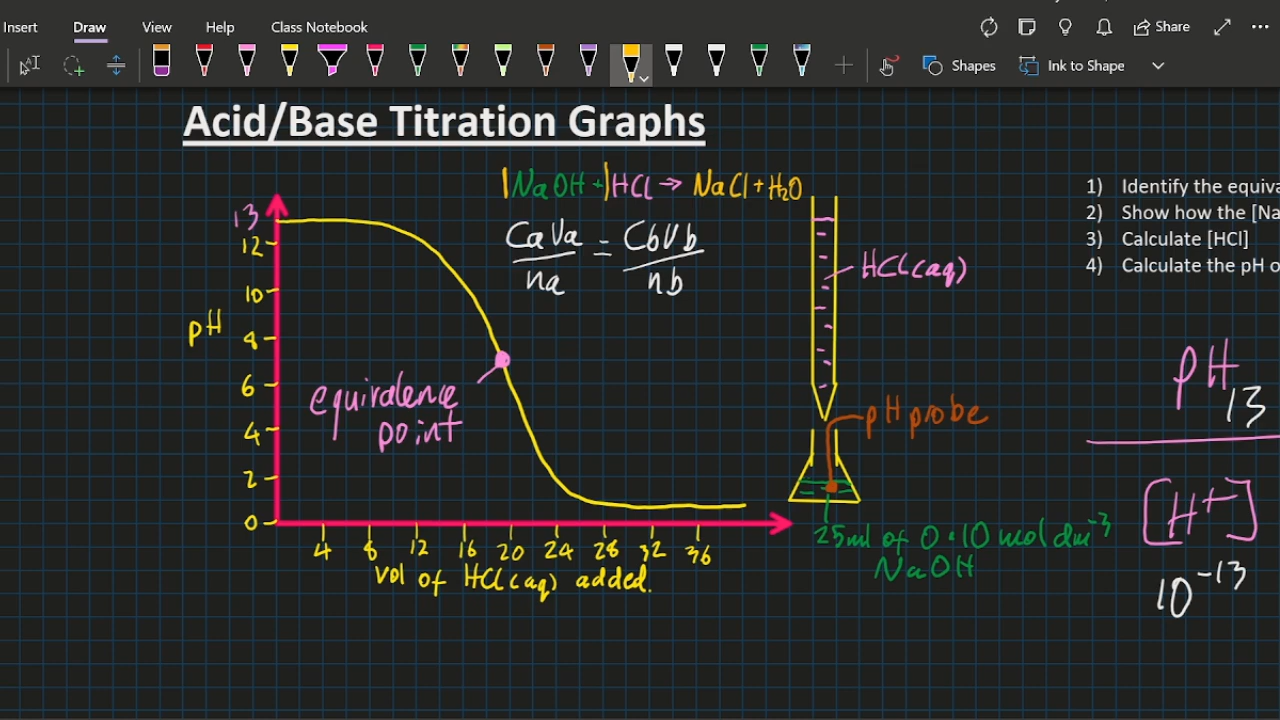 Insert Draw View Help Class Notebook Share
Shapes Ink to Shape
Acid/Base Titration Graphs
1NaOH + 1HCl → NaCl + H₂O
CaVa/na = CbVb/nb
1) Identify the equiva
2) Show how the [Na
3) Calculate [HCl]
4) Calculate the pH o
13
12
10
8
6
4
2
0
pH
equivalence
point
4 8 12 16 20 24 28 32 36
Vol of HCl(aq) added.
HCl(aq)
pH probe
25ml of 0.10 mol dm⁻³
NaOH
pH
13
[H+]
10⁻¹³